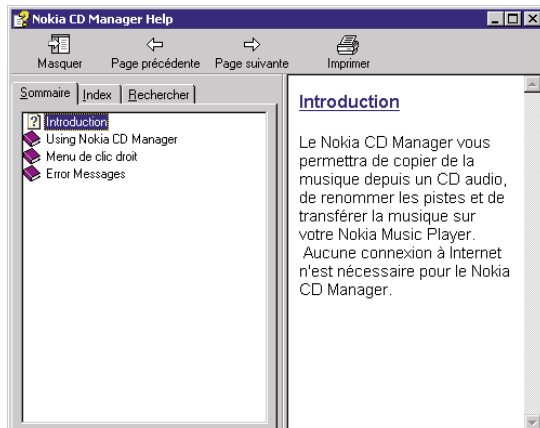 Nokia CD Manager Help
Masquer Page précédente Page suivante Imprimer
Sommaire Index Rechercher
Introduction
Using Nokia CD Manager
Menu de clic droit
Error Messages
Introduction
Le Nokia CD Manager vous
permettra de copier de la
musique depuis un CD audio,
de renommer les pistes et de
transférer la musique sur
votre Nokia Music Player.
Aucune connexion à Internet
n'est nécessaire pour le Nokia
CD Manager.